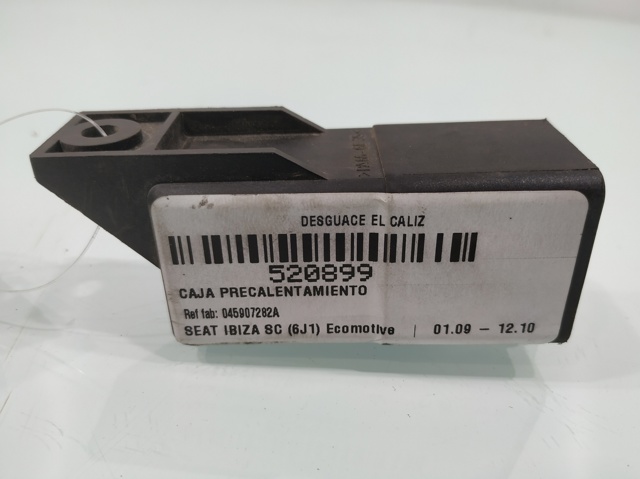 DESGUACE EL CALIZ
520899
CAJA PRECALENTAMIENTO
Ref fab: 045907282A
SEAT IBIZA SC (6J1) Ecomotive | 01.09 - 12.10